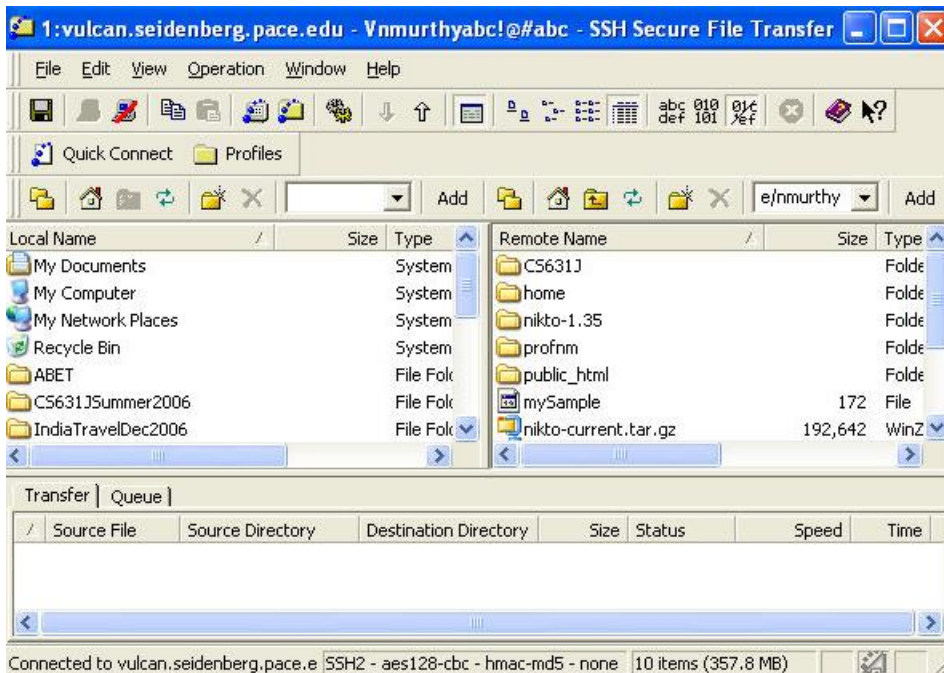 1:vulcan.seidenberg.pace.edu - Vnmurthyabc!@#abc - SSH Secure File Transfer
File Edit View Operation Window Help
abc def 010 101
Quick Connect Profiles
Add e/nmurthy Add
Local Name / Size Type Remote Name / Size Type
My Documents System CS631J Folde
My Computer System home Folde
My Network Places System nikto-1.35 Folde
Recycle Bin System profnm Folde
ABET File Fold public_html Folde
CS631JSummer2006 File Fold mySample 172 File
IndiaTravelDec2006 File Fold nikto-current.tar.gz 192,642 WinZ
Transfer Queue
/ Source File Source Directory Destination Directory Size Status Speed Time
Connected to vulcan.seidenberg.pace.e SSH2 - aes128-cbc - hmac-md5 - none 10 items (357.8 MB)